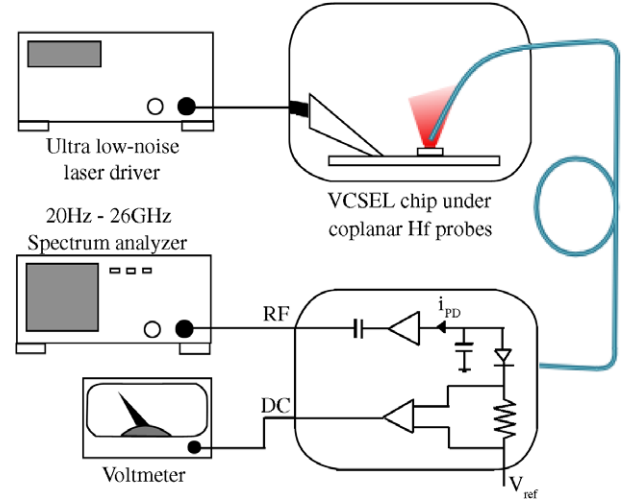 Ultra low-noise
laser driver
VCSEL chip under
coplanar Hf probes
20Hz - 26GHz
Spectrum analyzer
RF
iPD
DC
Voltmeter
Vref